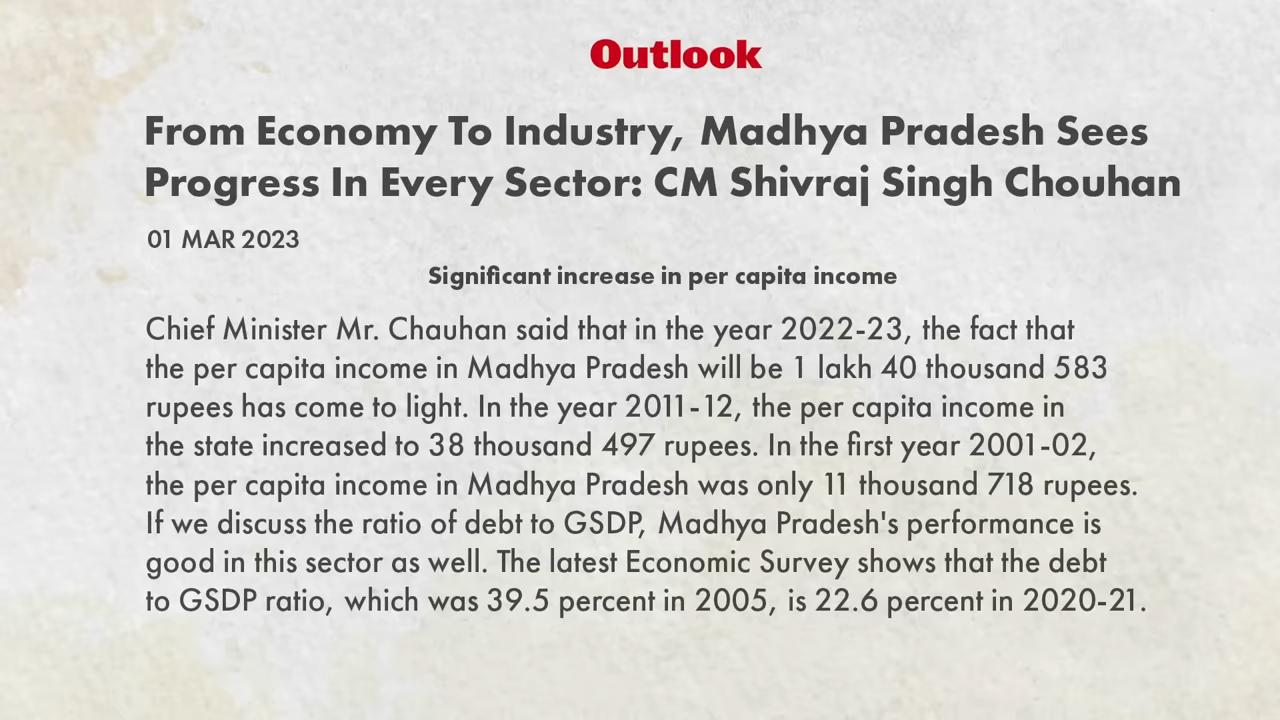 Outlook
From Economy To Industry, Madhya Pradesh Sees
Progress In Every Sector: CM Shivraj Singh Chouhan
01 MAR 2023
Significant increase in per capita income
Chief Minister Mr. Chauhan said that in the year 2022-23, the fact that
the per capita income in Madhya Pradesh will be 1 lakh 40 thousand 583
rupees has come to light. In the year 2011-12, the per capita income in
the state increased to 38 thousand 497 rupees. In the first year 2001-02,
the per capita income in Madhya Pradesh was only 11 thousand 718 rupees.
If we discuss the ratio of debt to GSDP, Madhya Pradesh's performance is
good in this sector as well. The latest Economic Survey shows that the debt
to GSDP ratio, which was 39.5 percent in 2005, is 22.6 percent in 2020-21.